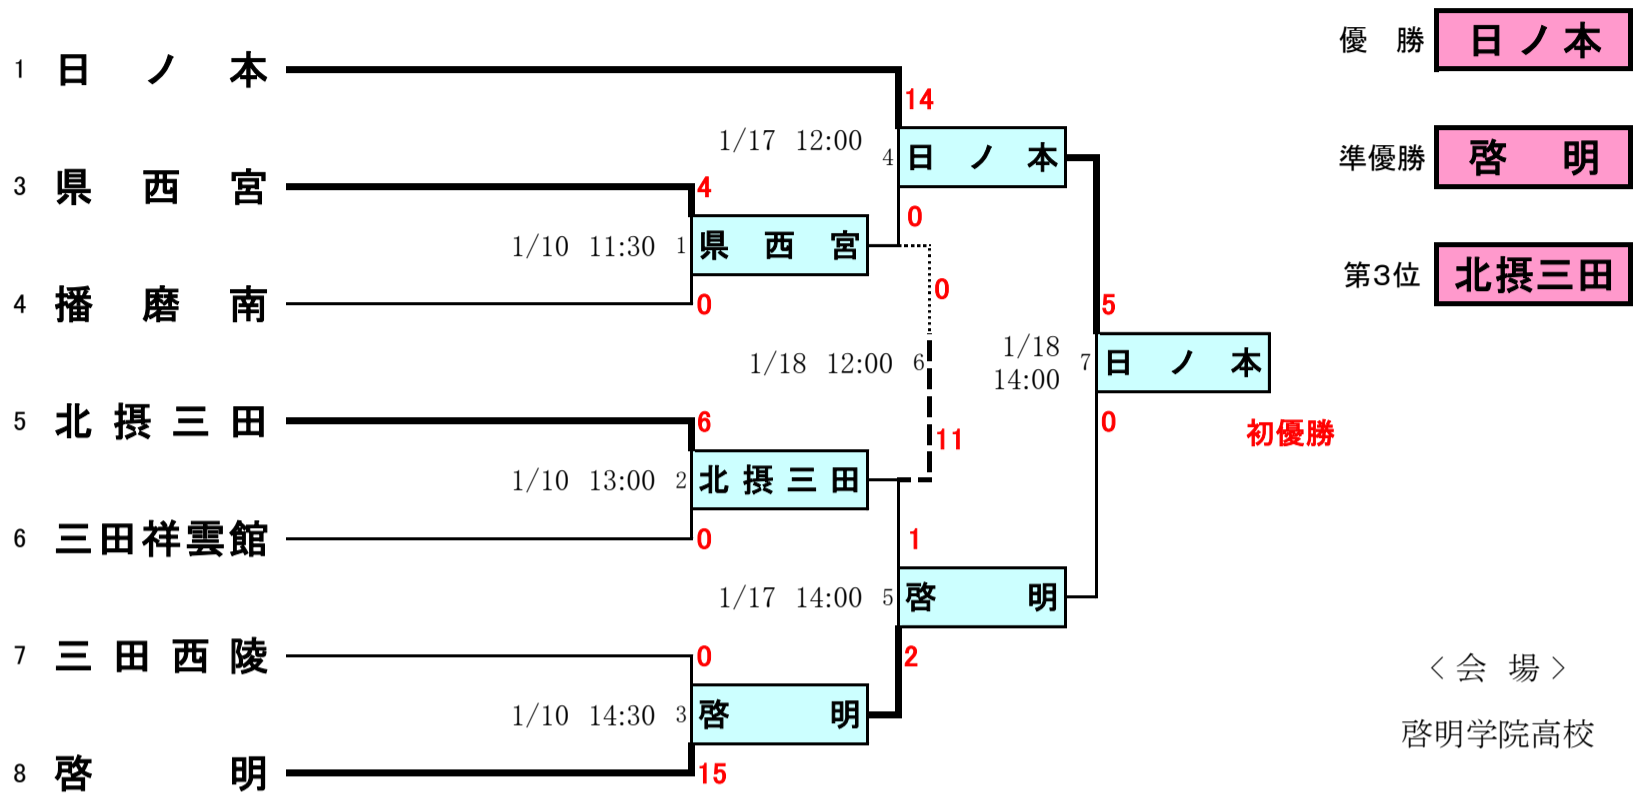 優 勝 日ノ本
1 日ノ本
14
1/17 12:00 4 日ノ本
準優勝 啓明
3 県西宮
4
0
1/10 11:30 1 県西宮
第3位 北摂三田
0
4 播磨南
0
5
1/18 12:00 6
1/18
14:00
7 日ノ本
5 北摂三田
6
0
初優勝
11
1/10 13:00 2 北摂三田
6 三田祥雲館
0
1
1/17 14:00 5 啓明
7 三田西陵
0
2
<会 場>
1/10 14:30 3 啓明
啓明学院高校
8 啓明
15